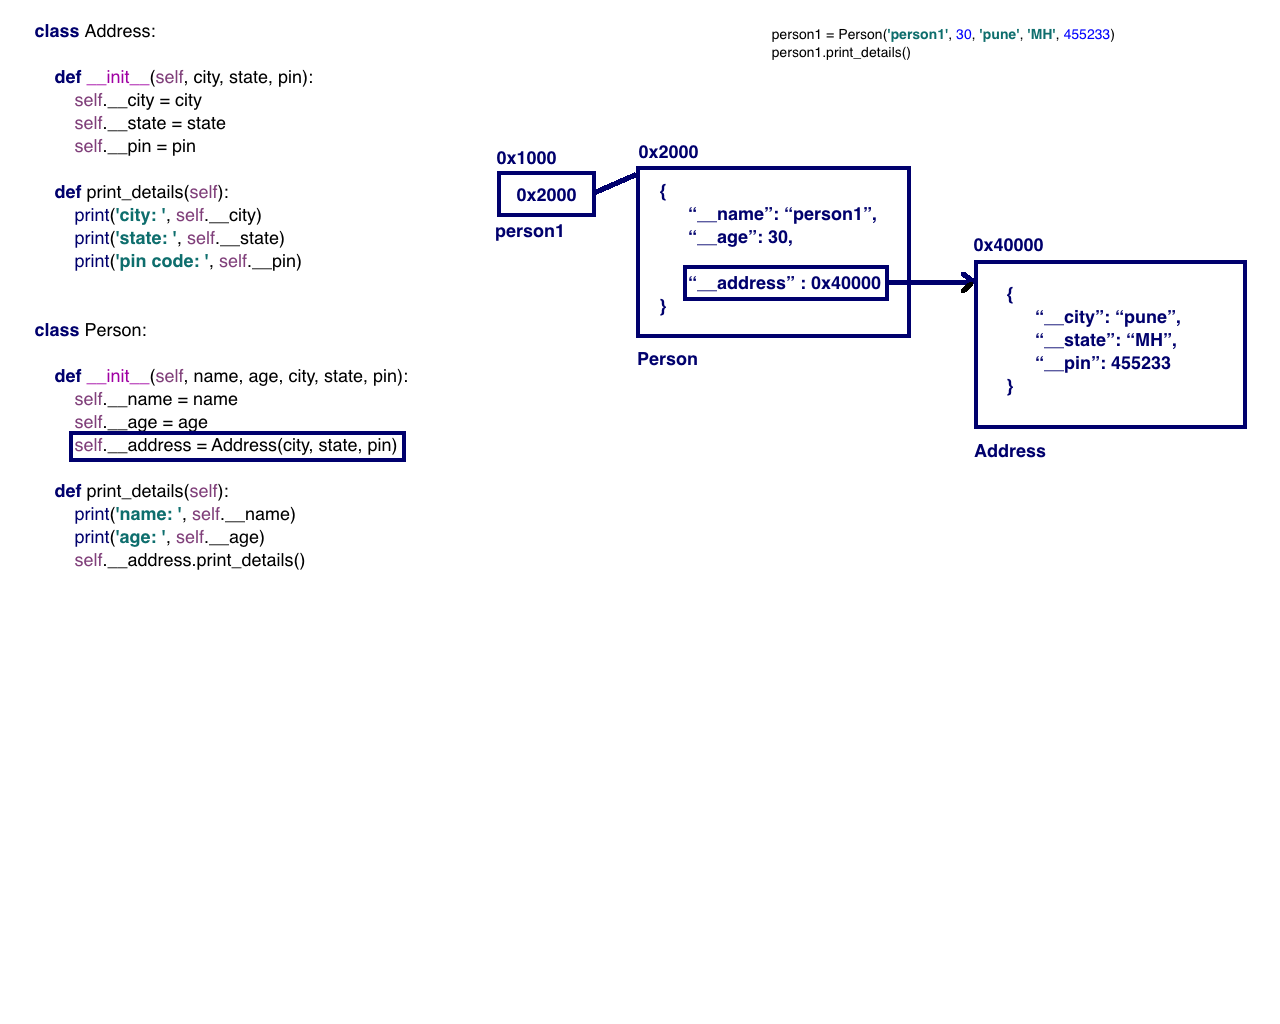 class Address:
def __init__(self, city, state, pin):
self.__city = city
self.__state = state
self.__pin = pin
def print_details(self):
print('city: ', self.__city)
print('state: ', self.__state)
print('pin code: ', self.__pin)
class Person:
def __init__(self, name, age, city, state, pin):
self.__name = name
self.__age = age
self.__address = Address(city, state, pin)
def print_details(self):
print('name: ', self.__name)
print('age: ', self.__age)
self.__address.print_details()
person1 = Person('person1', 30, 'pune', 'MH', 455233)
person1.print_details()
0x1000
0x2000
person1
0x2000
{
“__name”: “person1”,
“__age”: 30,
“__address” : 0x40000
}
Person
0x40000
{
“__city”: “pune”,
“__state”: “MH”,
“__pin”: 455233
}
Address